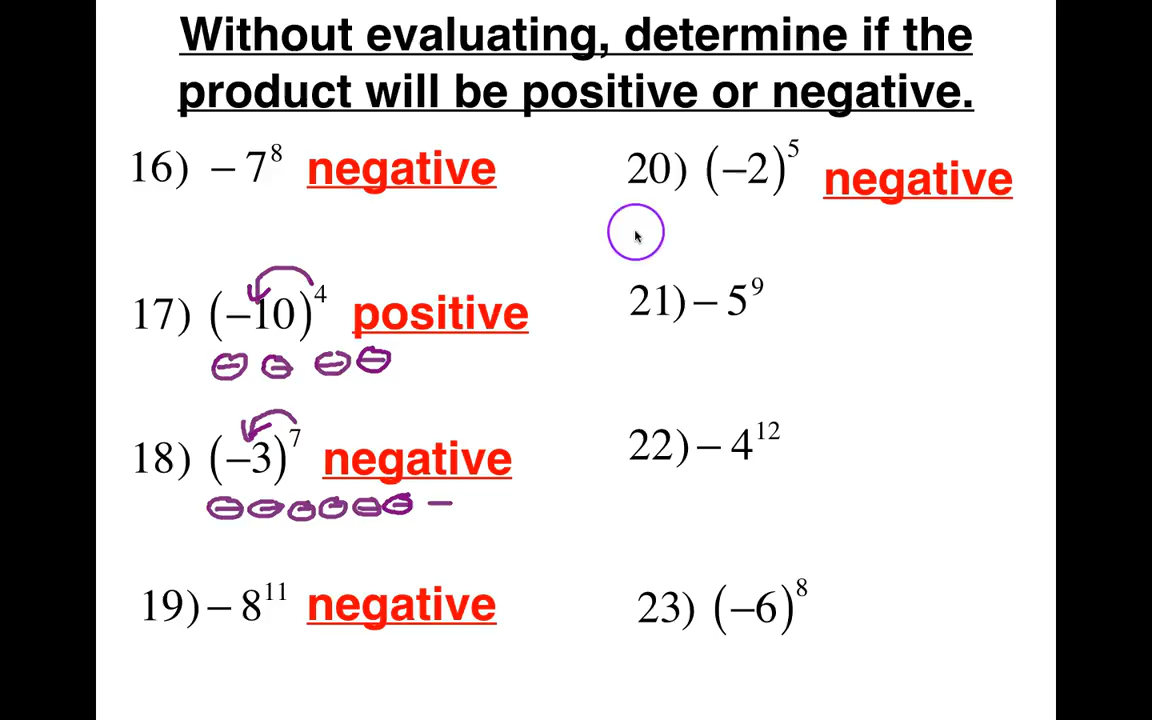 Without evaluating, determine if the
product will be positive or negative.
16) − 7⁸ negative
17) (−10)⁴ positive
18) (−3)⁷ negative
19) − 8¹¹ negative
20) (−2)⁵ negative
21) − 5⁹
22) − 4¹²
23) (−6)⁸